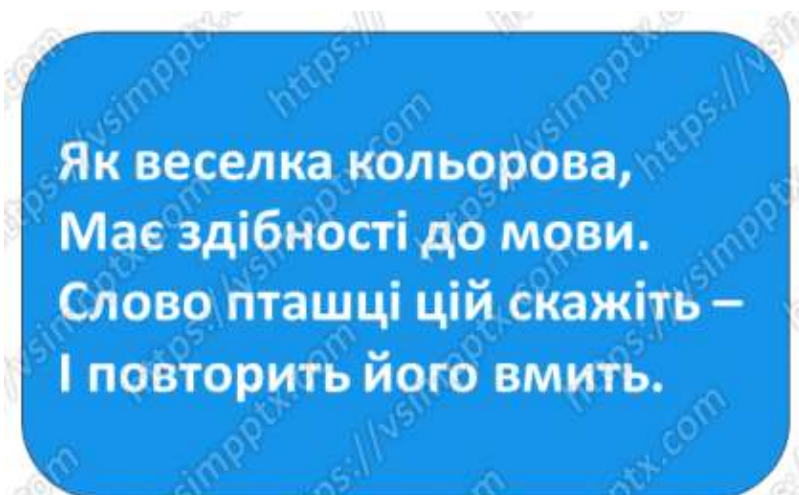 Як веселка кольорова,
Має здібності до мови.
Слово пташці цій скажіть –
І повторить його вмить.